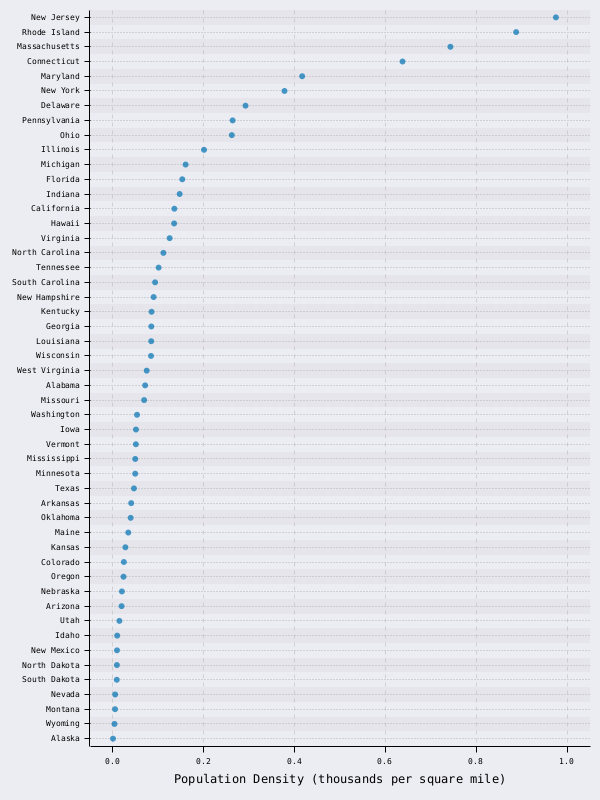 New Jersey
Rhode Island
Massachusetts
Connecticut
Maryland
New York
Delaware
Pennsylvania
Ohio
Illinois
Michigan
Florida
Indiana
California
Hawaii
Virginia
North Carolina
Tennessee
South Carolina
New Hampshire
Kentucky
Georgia
Louisiana
Wisconsin
West Virginia
Alabama
Missouri
Washington
Iowa
Vermont
Mississippi
Minnesota
Texas
Arkansas
Oklahoma
Maine
Kansas
Colorado
Oregon
Nebraska
Arizona
Utah
Idaho
New Mexico
North Dakota
South Dakota
Nevada
Montana
Wyoming
Alaska
0.0 0.2 0.4 0.6 0.8 1.0
Population Density (thousands per square mile)